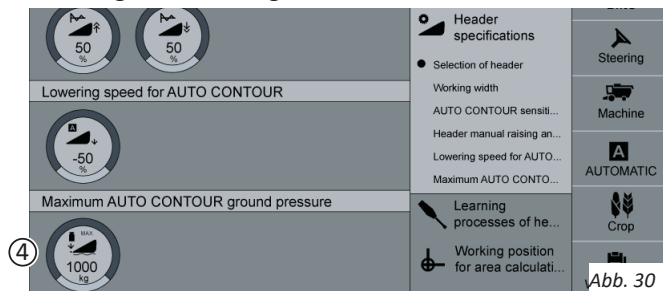 50
%
50
%
Lowering speed for AUTO CONTOUR
A
-50
%
Maximum AUTO CONTOUR ground pressure
④
MAX
1000
kg
Header
specifications
Selection of header
Working width
AUTO CONTOUR sensiti...
Header manual raising an...
Lowering speed for AUTO...
Maximum AUTO CONTO...
Learning
processes of he...
Working position
for area calculati...
Steering
Machine
A
AUTOMATIC
Crop
Abb. 30